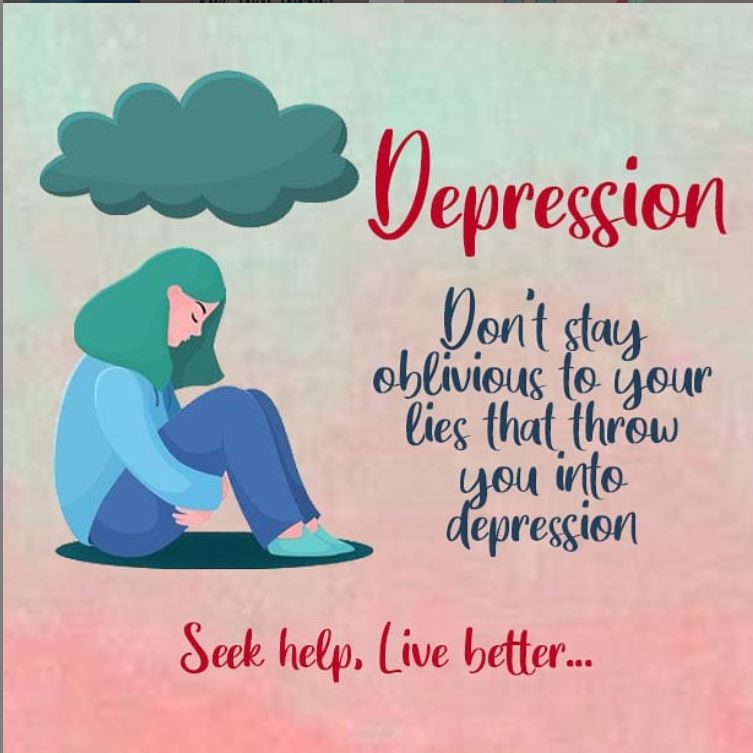 Depression
Don't stay
oblivious to your
lies that throw
you into
depression
Seek help, Live better...